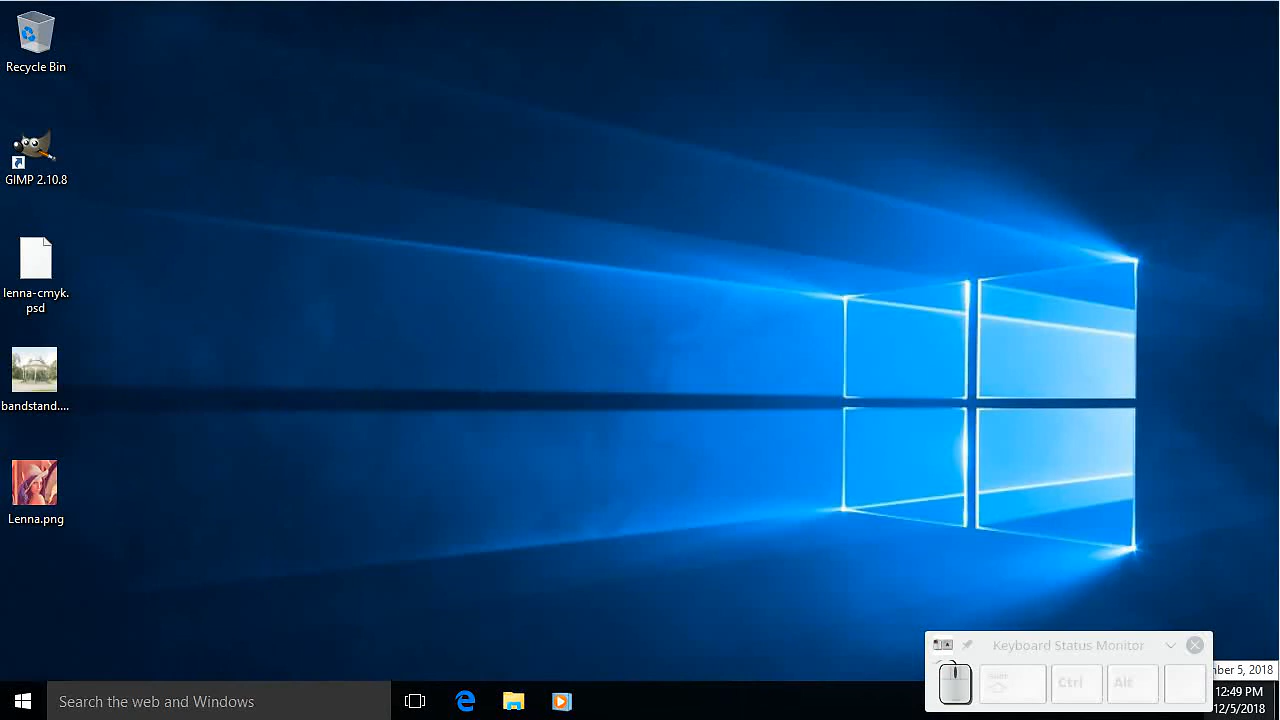 Recycle Bin
GIMP 2.10.8
lenna-cmyk.
psd
bandstand....
Lenna.png
Keyboard Status Monitor
Shift
Ctrl
Alt
5, 2018
Search the web and Windows
12:49 PM
12/5/2018